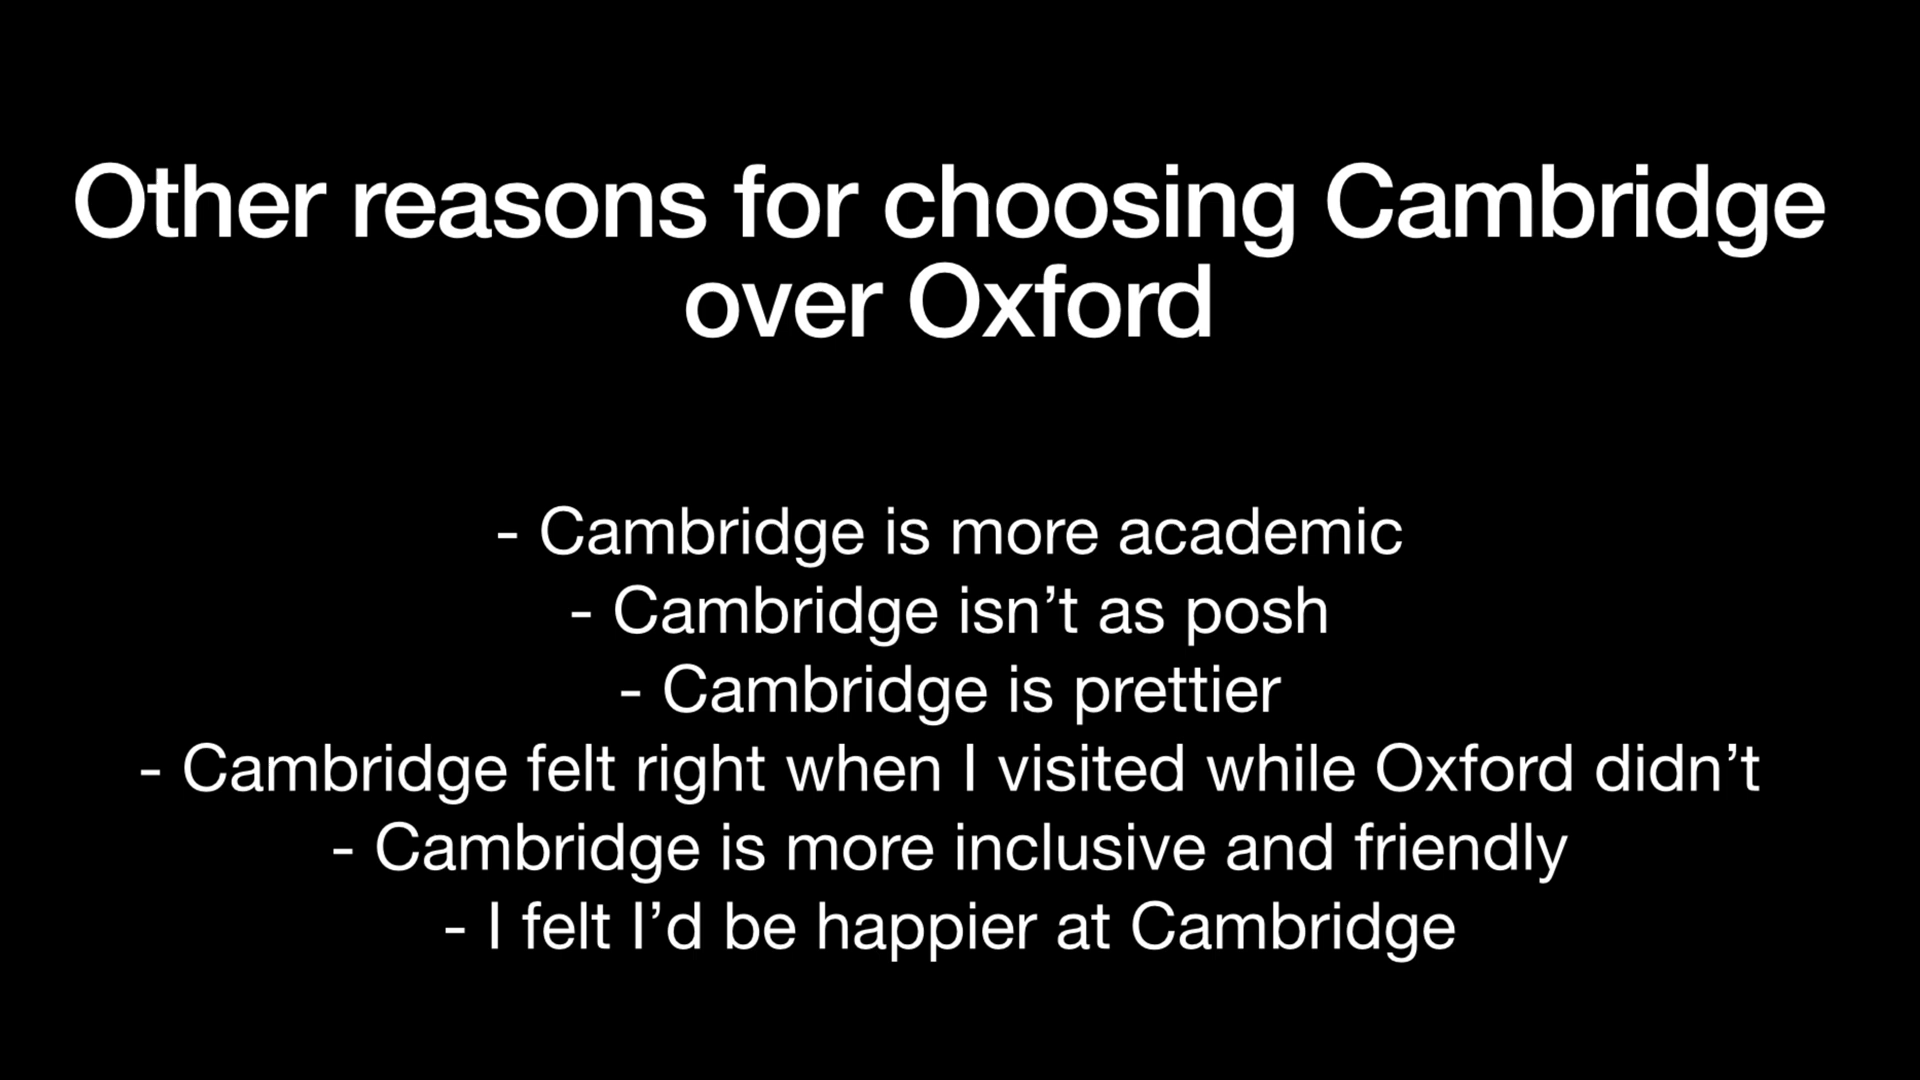 Other reasons for choosing Cambridge
over Oxford
- Cambridge is more academic
- Cambridge isn’t as posh
- Cambridge is prettier
- Cambridge felt right when I visited while Oxford didn’t
- Cambridge is more inclusive and friendly
- I felt I’d be happier at Cambridge